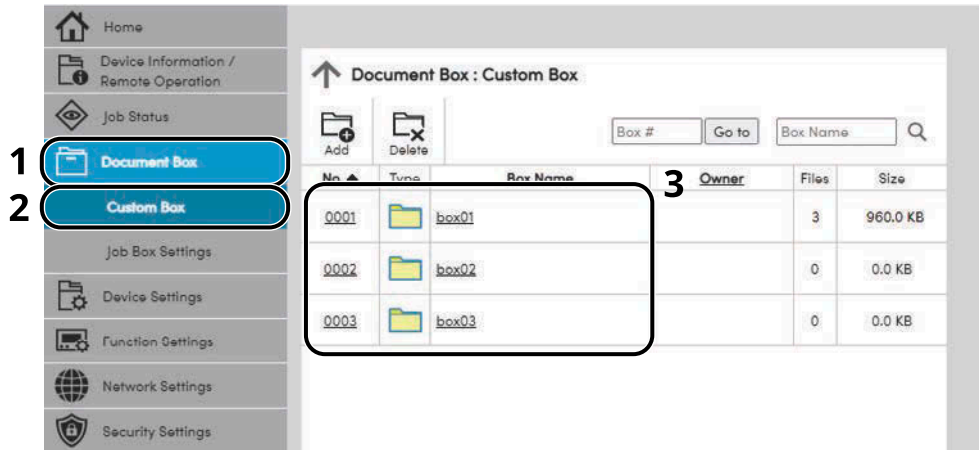 Home
Device Information /
Remote Operation
Job Status
1
Document Box
2
Custom Box
Job Box Settings
Device Settings
Function Settings
Network Settings
Security Settings
Document Box : Custom Box
Add
Delete
Box #
Go to
Box Name
No. Type Box Name 3 Owner Files Size
0001 box01 3 960.0 KB
0002 box02 0 0.0 KB
0003 box03 0 0.0 KB